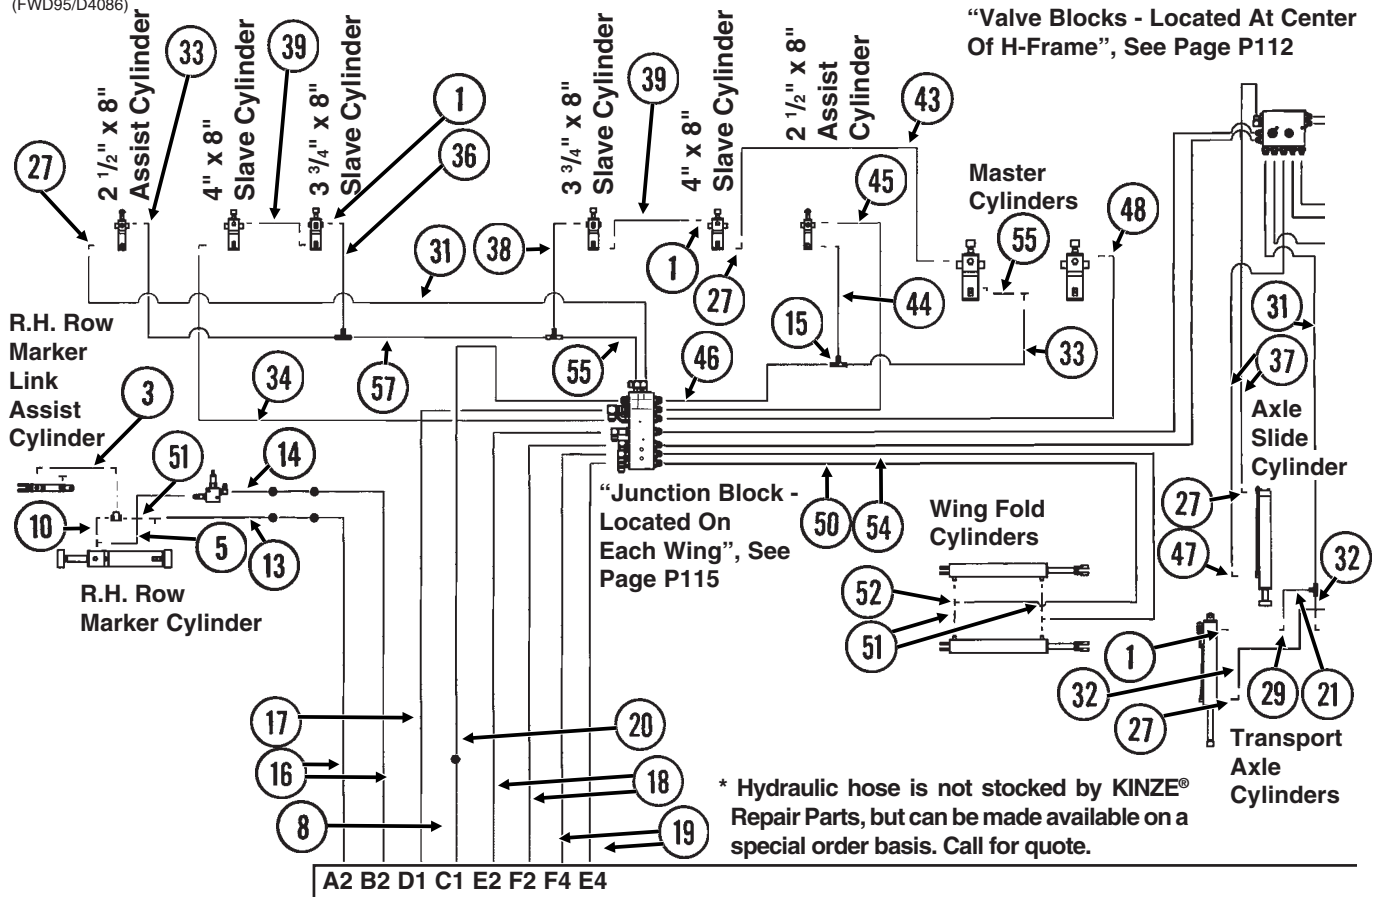 (FWD95/D4086)
"Valve Blocks - Located At Center
Of H-Frame", See Page P112
2 1/2" x 8"
Assist Cylinder
33
4" x 8"
Slave Cylinder
39
3 3/4" x 8"
Slave Cylinder
1
36
3 3/4" x 8"
Slave Cylinder
39
4" x 8"
Slave Cylinder
2 1/2" x 8"
Assist
Cylinder
43
27
45
Master
Cylinders
48
55
31
38
1
27
44
31
R.H. Row
Marker
Link
Assist
Cylinder
15
33
37
34
57
55
46
3
Axle
Slide
Cylinder
51
14
"Junction Block -
Located On
Each Wing", See
Page P115
50
54
Wing Fold
Cylinders
27
47
10
5
13
32
R.H. Row
Marker Cylinder
52
51
1
32
29
21
27
Transport
Axle
Cylinders
17
20
16
18
8
19
* Hydraulic hose is not stocked by KINZE®
Repair Parts, but can be made available on a
special order basis. Call for quote.
A2 B2 D1 C1 E2 F2 F4 E4